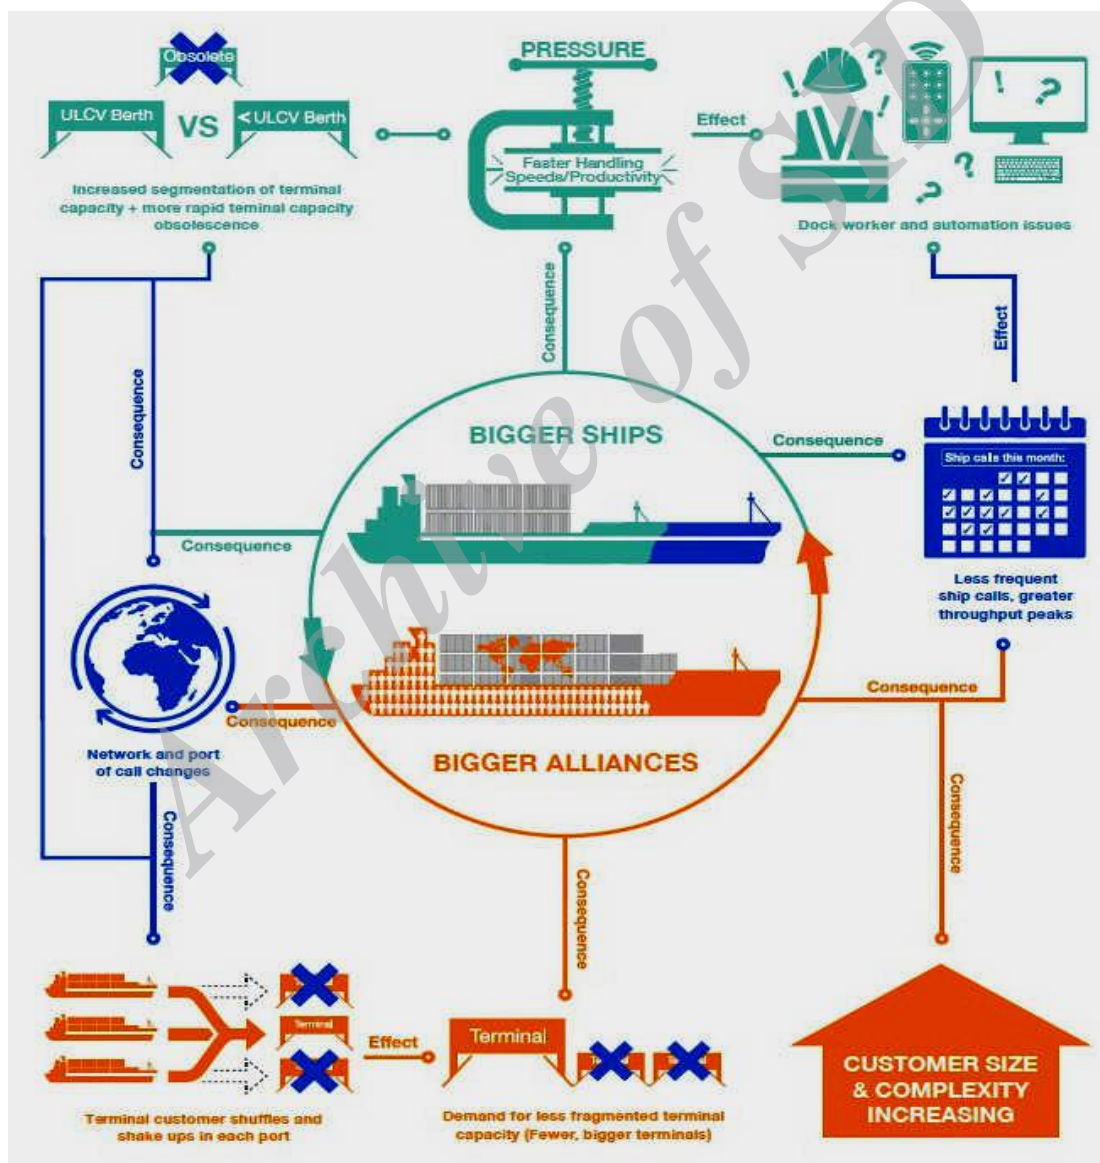 Obsolete
ULCV Berth
VS
< ULCV Berth
Increased segmentation of terminal
capacity + more rapid teminal capacity
obsolescence
PRESSURE
Faster Handling
Speeds/Productivity
Effect
! ? ! ? ?
! ?
Dock worker and automation issues
Consequence
Consequence
Effect
BIGGER SHIPS
Consequence
Ship calls this month:
Less frequent
ship calls, greater
throughput peaks
Consequence
Consequence
Network and port
of call changes
BIGGER ALLIANCES
Consequence
Consequence
Consequence
Consequence
Terminal
Effect
Terminal customer shuffles and
shake ups in each port
Terminal
Demand for less fragmented terminal
capacity (Fewer, bigger terminals)
CUSTOMER SIZE
& COMPLEXITY
INCREASING
Archive of SID